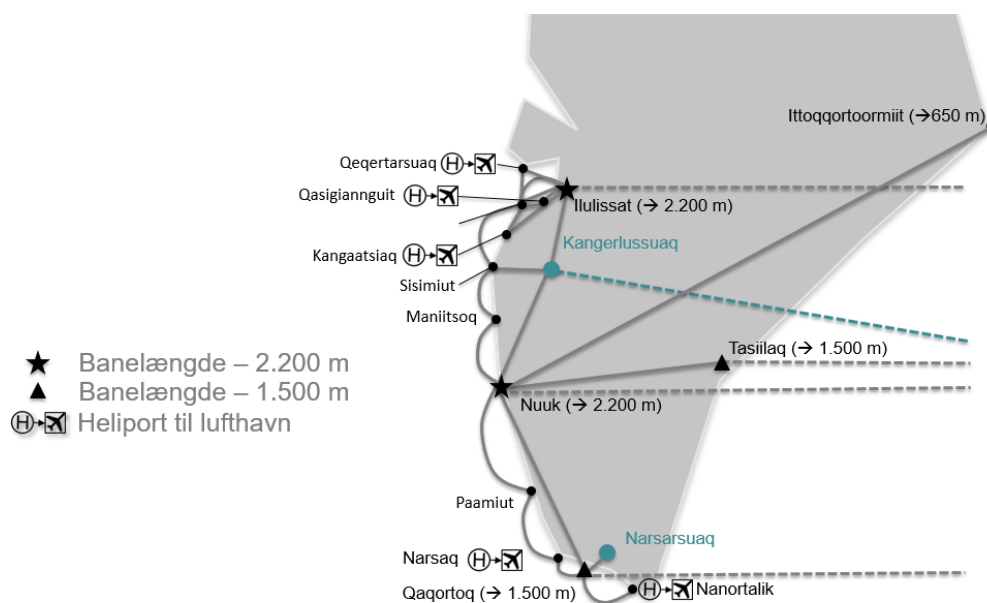 Ittoqqortoormiit (→650 m)
Qeqertarsuaq H
Qasigiannguit H
Ilulissat (→ 2.200 m)
Kangerlussuaq
Kangaatsiaq H
Sisimiut
Maniitsoq
Tasiilaq (→ 1.500 m)
Banelængde – 2.200 m
Banelængde – 1.500 m
Nuuk (→ 2.200 m)
H Heliport til lufthavn
Paamiut
Narsarsuaq
Narsaq H
Qaqortoq (→ 1.500 m)
H Nanortalik